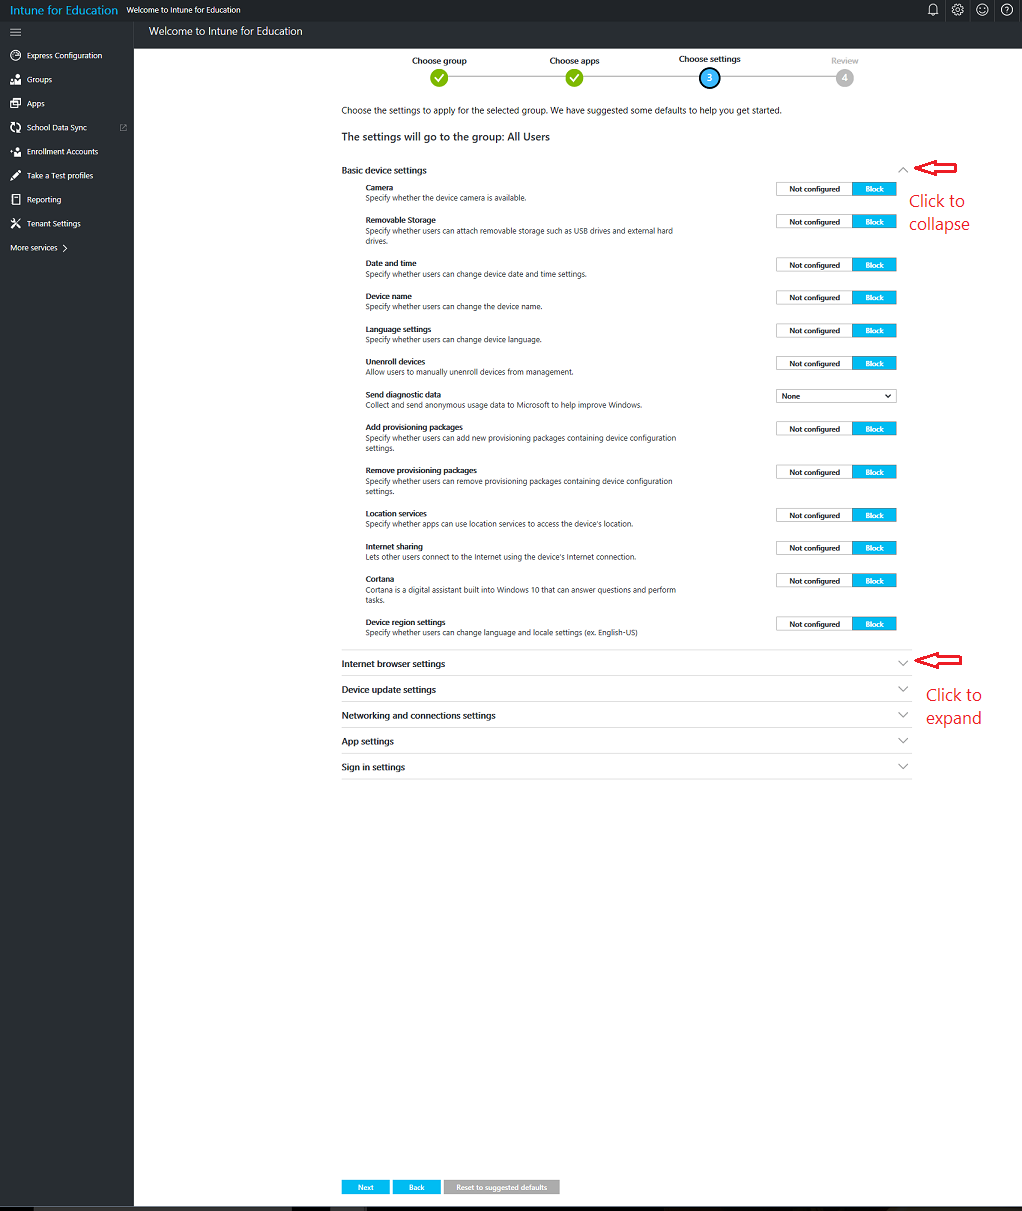 Intune for Education Welcome to Intune for Education
Welcome to Intune for Education
Express Configuration
Groups
Apps
School Data Sync
Enrollment Accounts
Take a Test profiles
Reporting
Tenant Settings
More services
Choose group
Choose apps
Choose settings
Review
3
4
Choose the settings to apply for the selected group. We have suggested some defaults to help you get started.
The settings will go to the group: All Users
Basic device settings
Click to
collapse
Camera
Specify whether the device camera is available.
Not configured Block
Removable Storage
Specify whether users can attach removable storage such as USB drives and external hard
drives.
Not configured Block
Date and time
Specify whether users can change device date and time settings.
Not configured Block
Device name
Specify whether users can change the device name.
Not configured Block
Language settings
Specify whether users can change device language.
Not configured Block
Unenroll devices
Allow users to manually unenroll devices from management.
Not configured Block
Send diagnostic data
Collect and send anonymous usage data to Microsoft to help improve Windows.
None
Add provisioning packages
Specify whether users can add new provisioning packages containing device configuration
settings.
Not configured Block
Remove provisioning packages
Specify whether users can remove provisioning packages containing device configuration
settings.
Not configured Block
Location services
Specify whether apps can use location services to access the device's location.
Not configured Block
Internet sharing
Lets other users connect to the Internet using the device's Internet connection.
Not configured Block
Cortana
Cortana is a digital assistant built into Windows 10 that can answer questions and perform
tasks.
Not configured Block
Device region settings
Specify whether users can change language and locale settings (ex. English-US)
Not configured Block
Internet browser settings
Click to
expand
Device update settings
Networking and connections settings
App settings
Sign in settings
Next Back Reset to suggested defaults